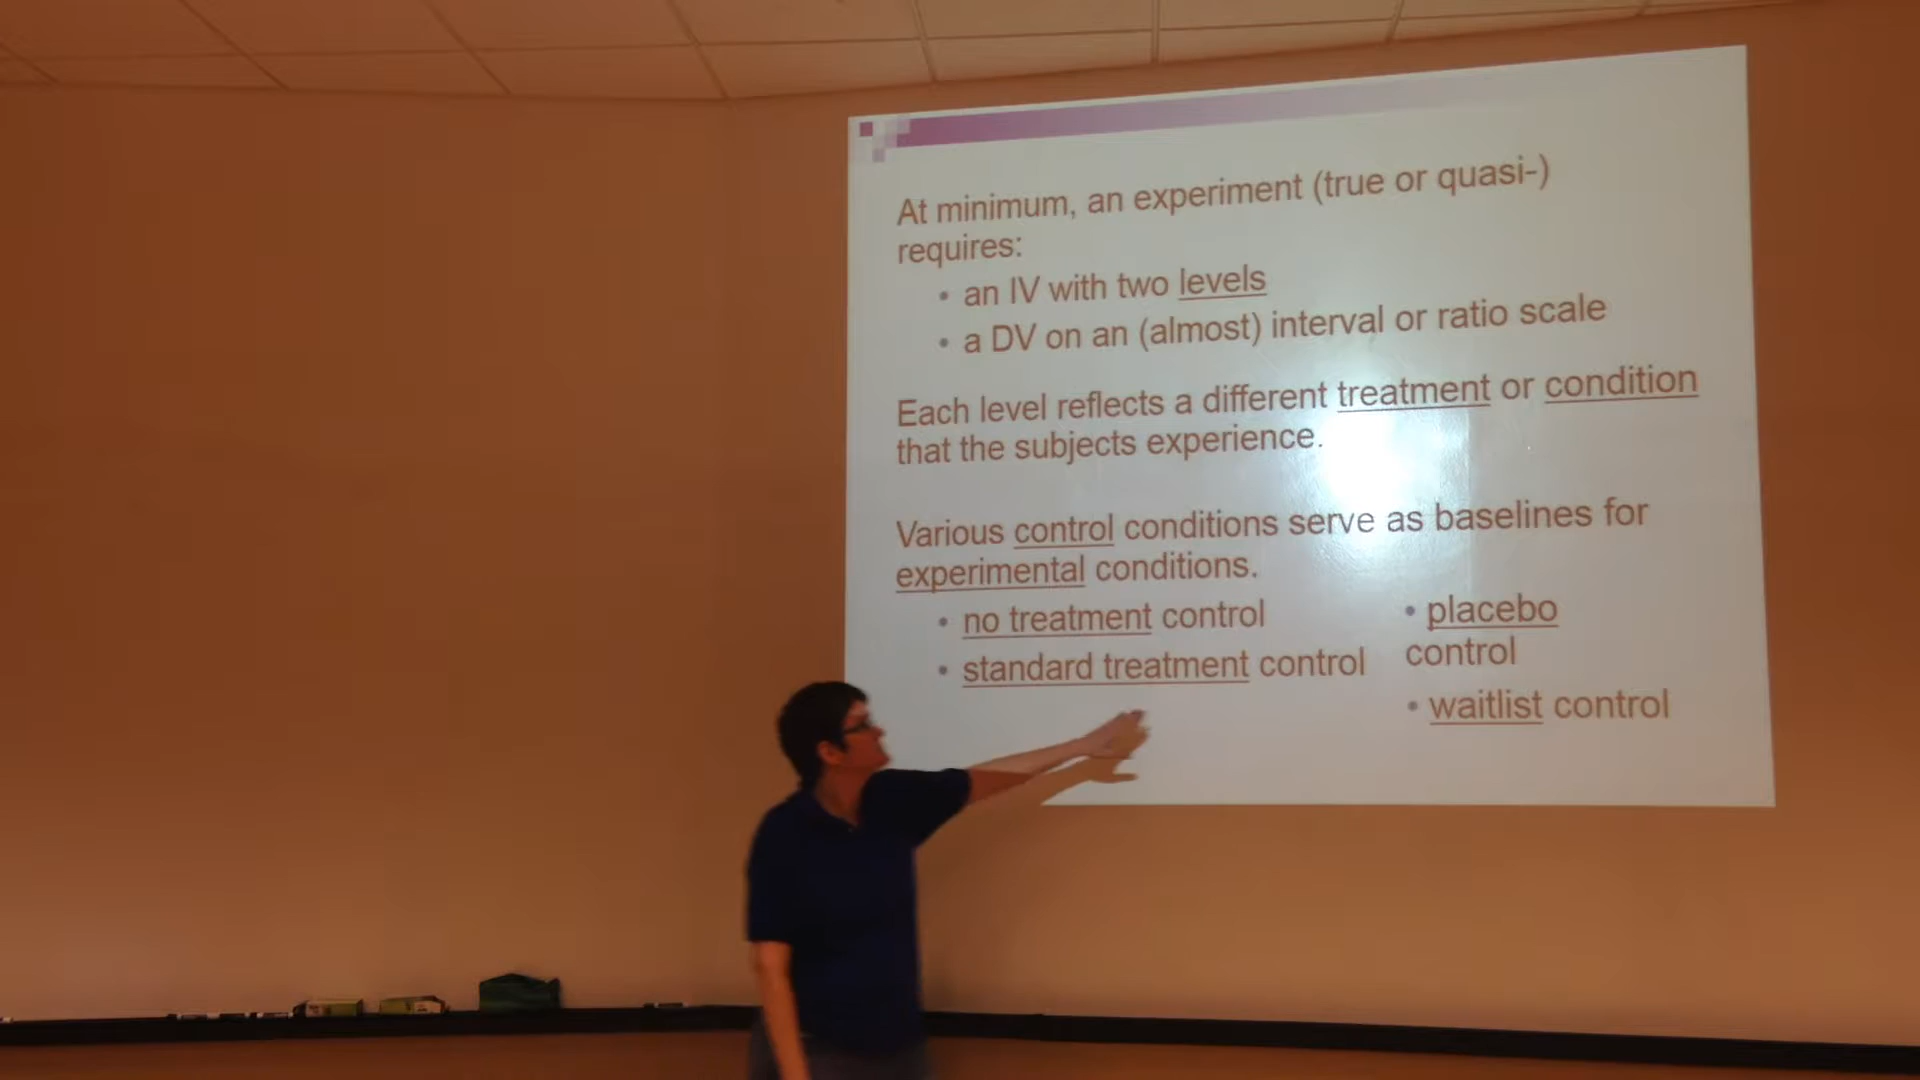 At minimum, an experiment (true or quasi-)
requires:
• an IV with two levels
• a DV on an (almost) interval or ratio scale
Each level reflects a different treatment or condition
that the subjects experience.
Various control conditions serve as baselines for
experimental conditions.
• no treatment control
• standard treatment control
• placebo
control
• waitlist control